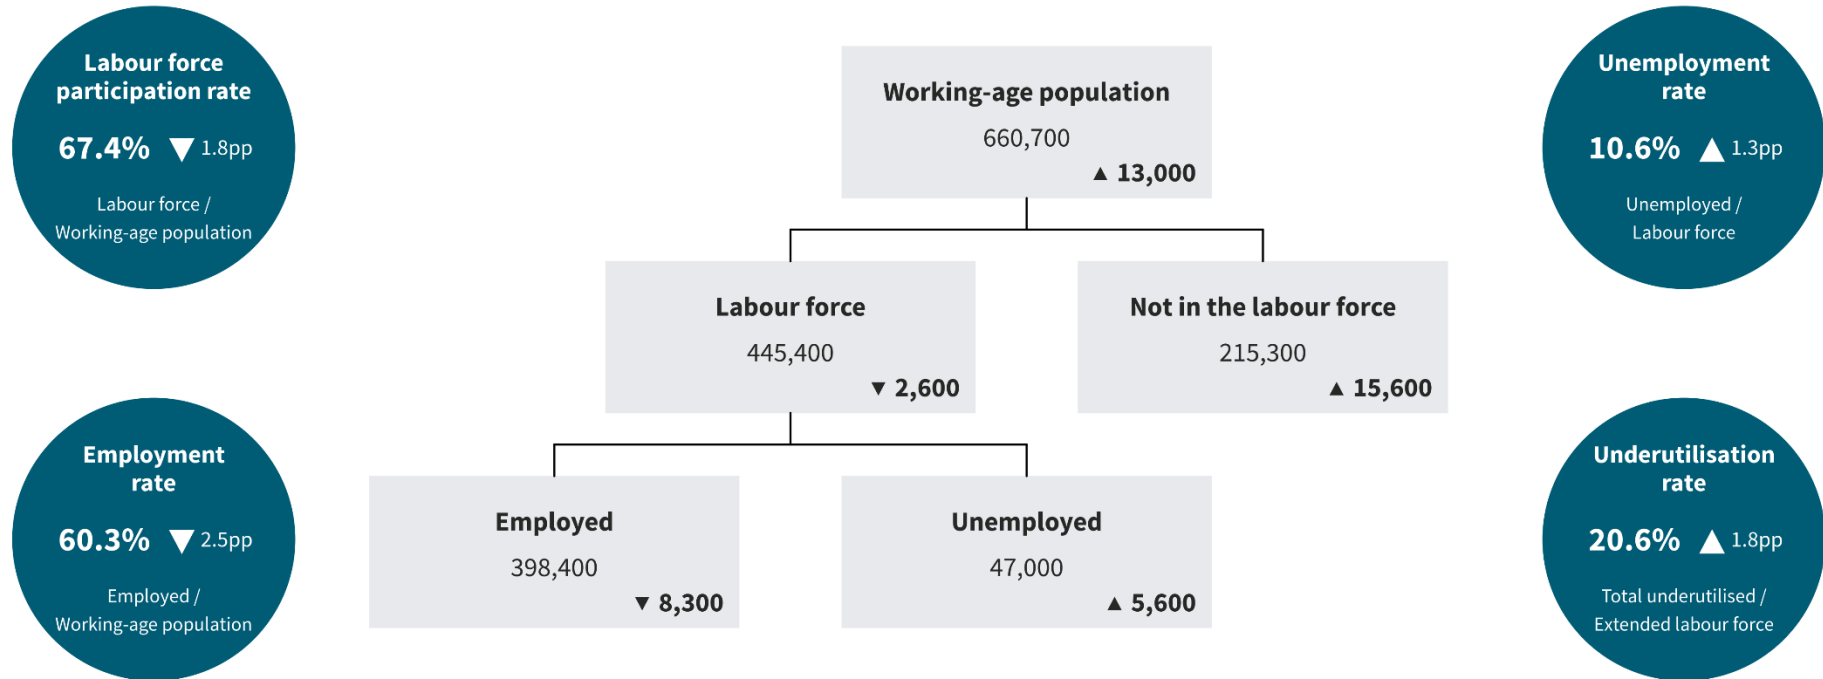 Labour force
participation rate
67.4% ▼ 1.8pp
Labour force /
Working-age population
Working-age population
660,700
▲ 13,000
Unemployment
rate
10.6% ▲ 1.3pp
Unemployed /
Labour force
Labour force
445,400
▼ 2,600
Not in the labour force
215,300
▲ 15,600
Employment
rate
60.3% ▼ 2.5pp
Employed /
Working-age population
Employed
398,400
▼ 8,300
Unemployed
47,000
▲ 5,600
Underutilisation
rate
20.6% ▲ 1.8pp
Total underutilised /
Extended labour force